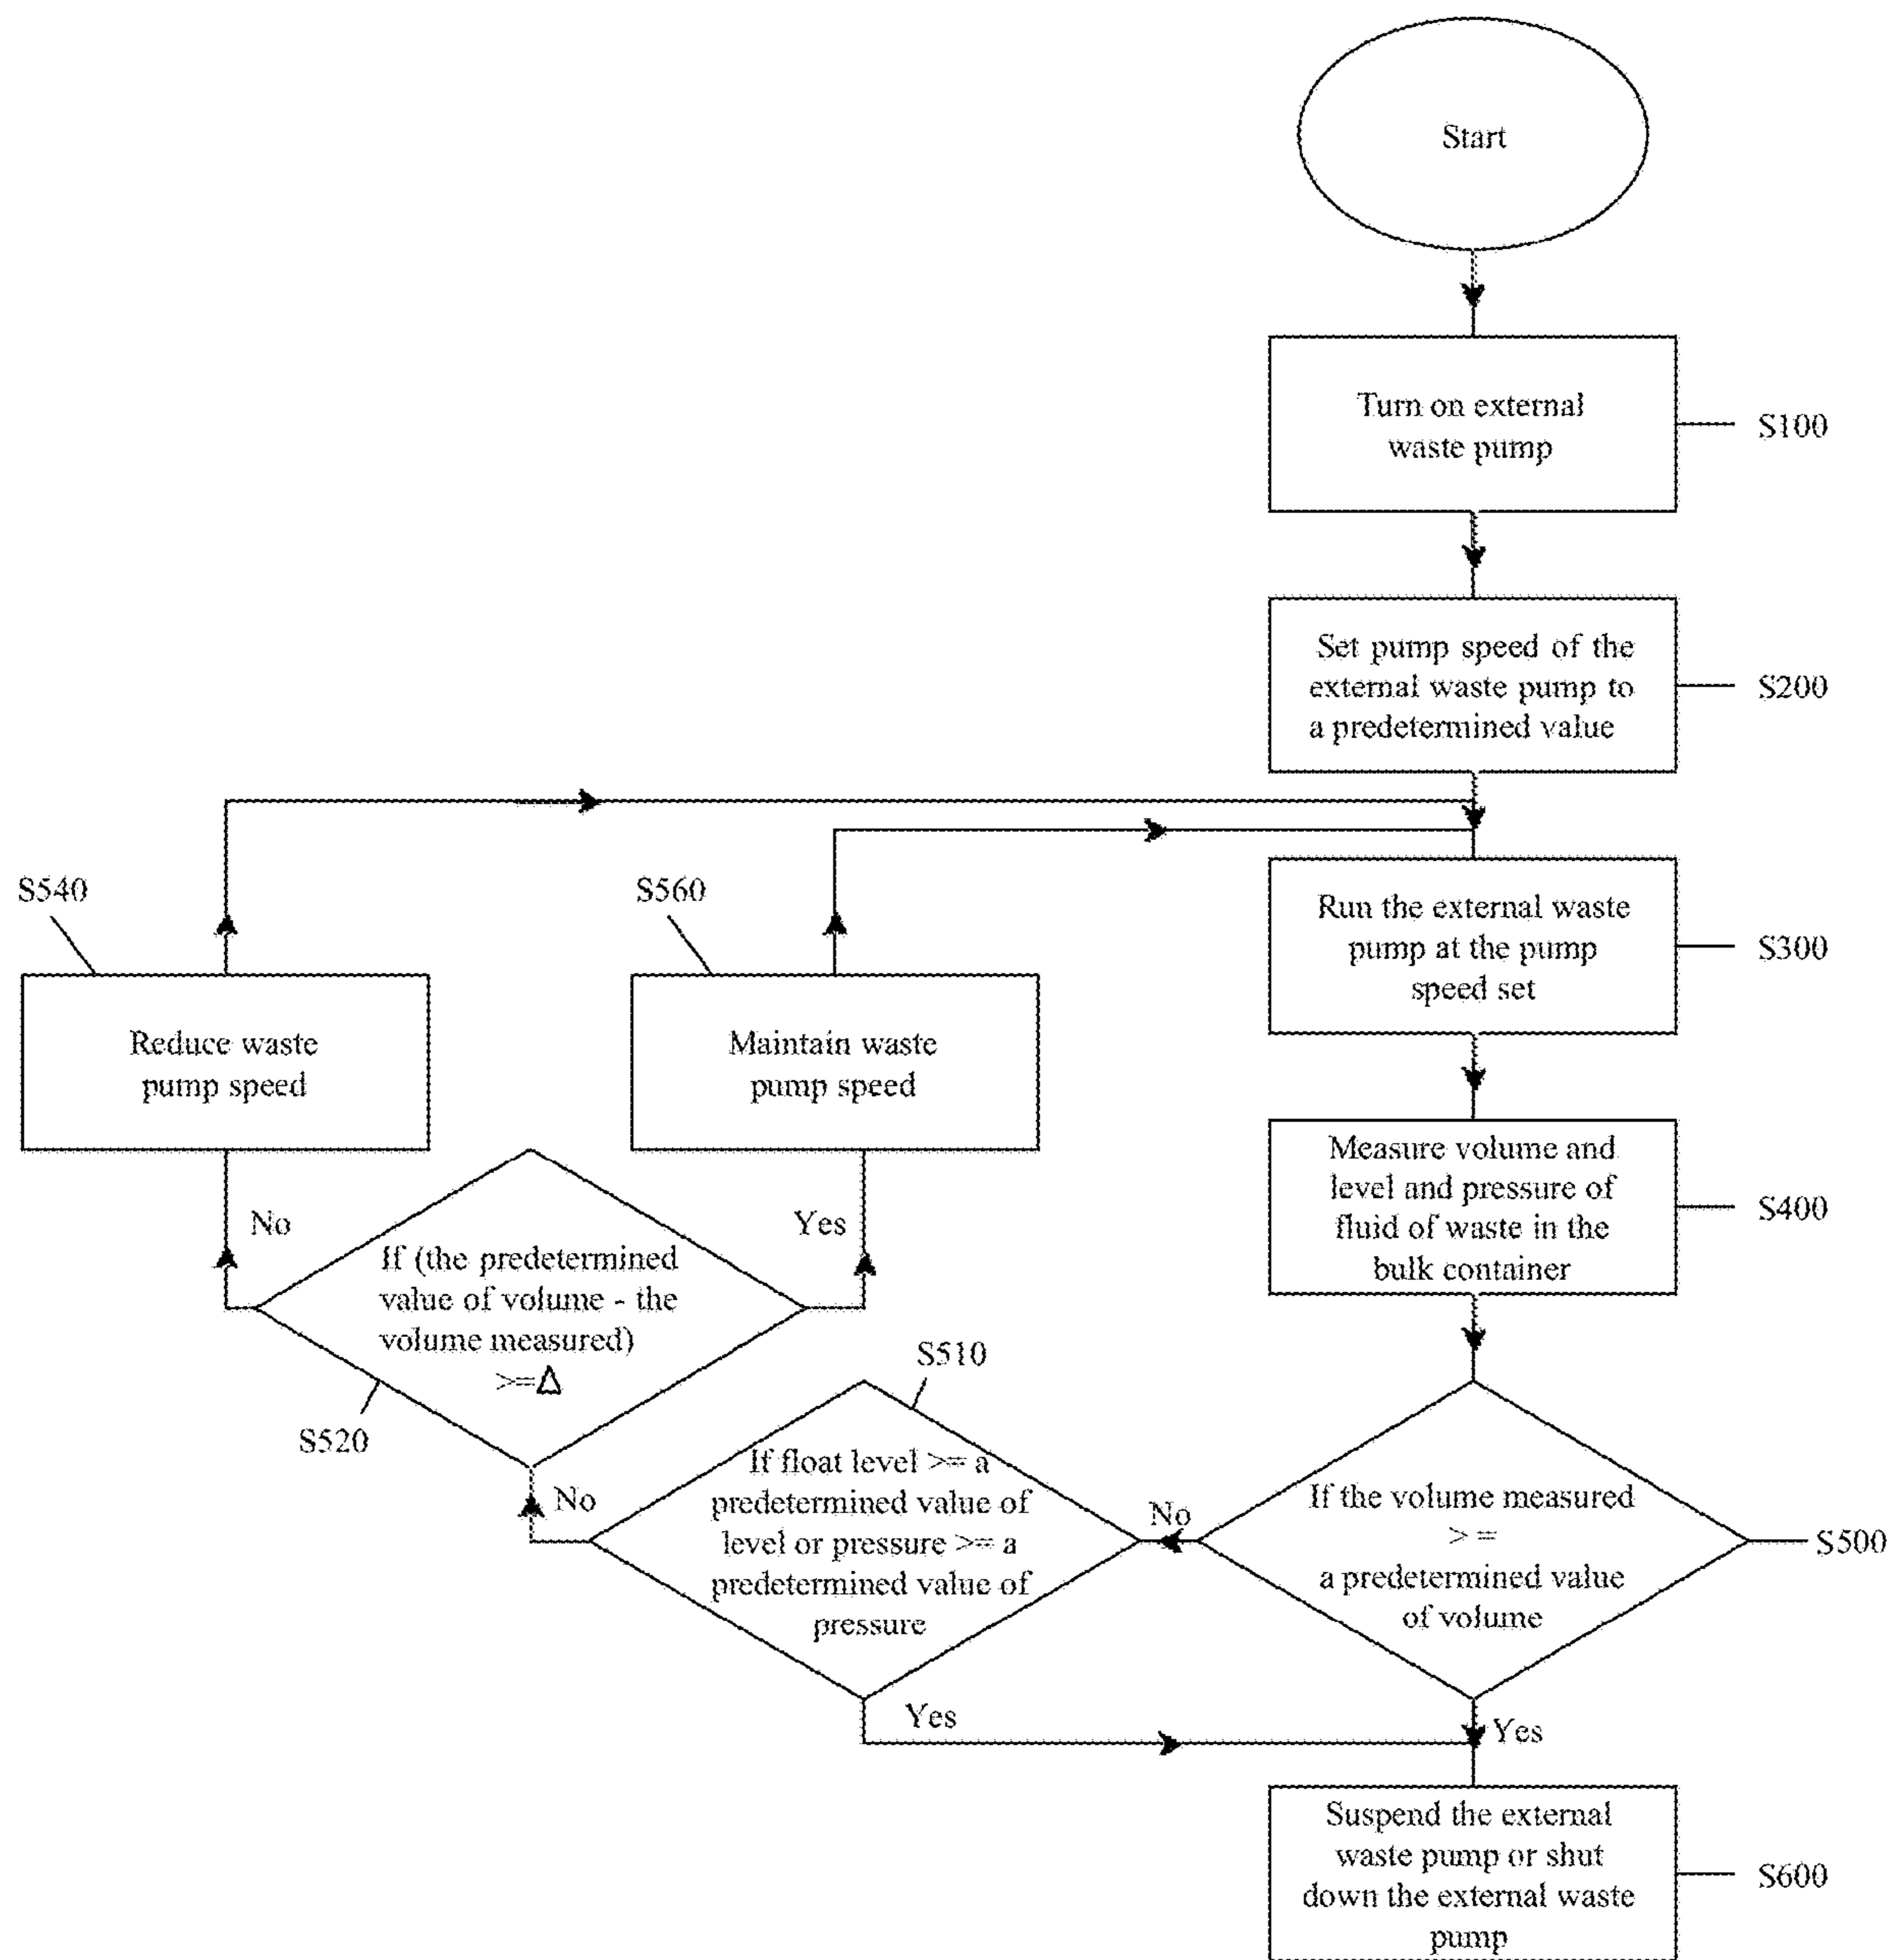 Start
Turn on external
waste pump
S100
Set pump speed of the
external waste pump to
a predetermined value
S200
S540
S560
Run the external waste
pump at the pump
speed set
S300
Reduce waste
pump speed
Maintain waste
pump speed
Measure volume and
level and pressure of
fluid of waste in the
bulk container
S400
No
Yes
If (the predetermined
value of volume - the
volume measured)
>=Δ
S520
S510
No
If float level >= a
predetermined value of
level or pressure >= a
predetermined value of
pressure
No
If the volume measured
> =
a predetermined value
of volume
S500
Yes
Yes
Suspend the external
waste pump or shut
down the external waste
pump
S600